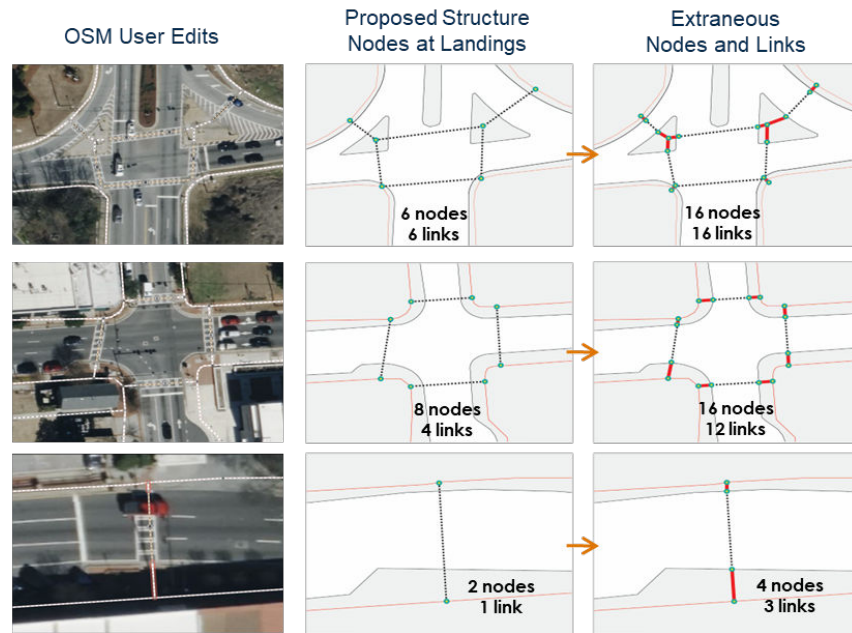 OSM User Edits
Proposed Structure
Nodes at Landings
Extraneous
Nodes and Links
6 nodes
6 links
16 nodes
16 links
8 nodes
4 links
16 nodes
12 links
2 nodes
1 link
4 nodes
3 links